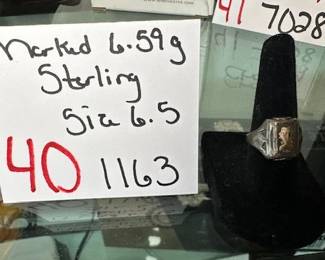 41 7028
Marked 6.59g
Sterling
Size 6.5
40 1163